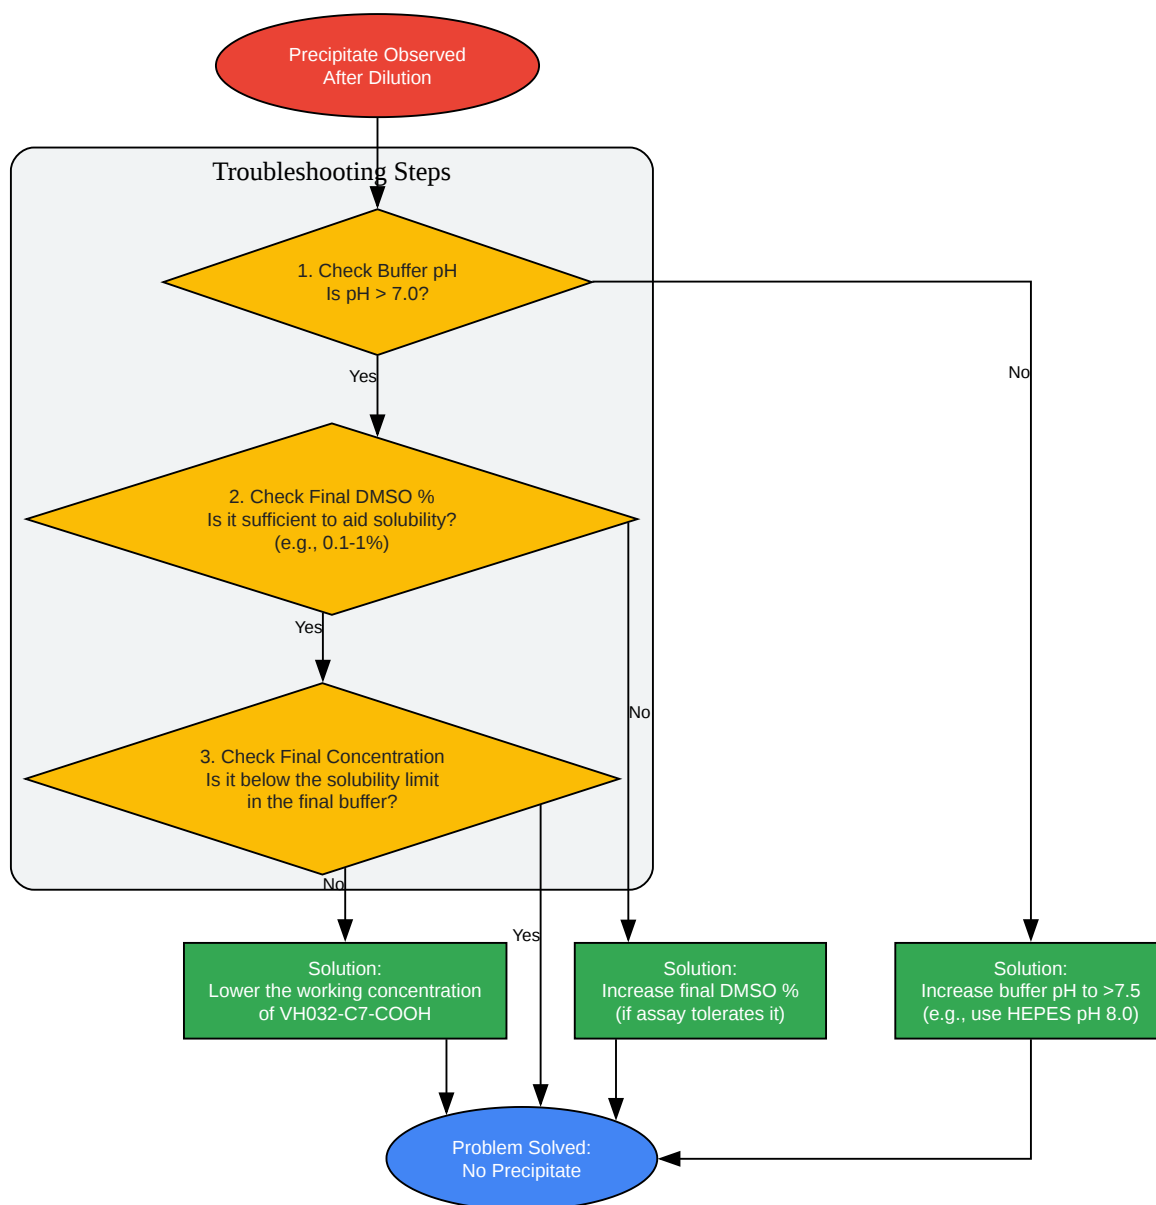 Precipitate Observed
After Dilution
Troubleshooting Steps
1. Check Buffer pH
Is pH > 7.0?
No
Yes
2. Check Final DMSO %
Is it sufficient to aid solubility?
(e.g., 0.1-1%)
Yes
No
3. Check Final Concentration
Is it below the solubility limit
in the final buffer?
No
Yes
Solution:
Lower the working concentration
of VH032-C7-COOH
Solution:
Increase final DMSO %
(if assay tolerates it)
Solution:
Increase buffer pH to >7.5
(e.g., use HEPES pH 8.0)
Problem Solved:
No Precipitate